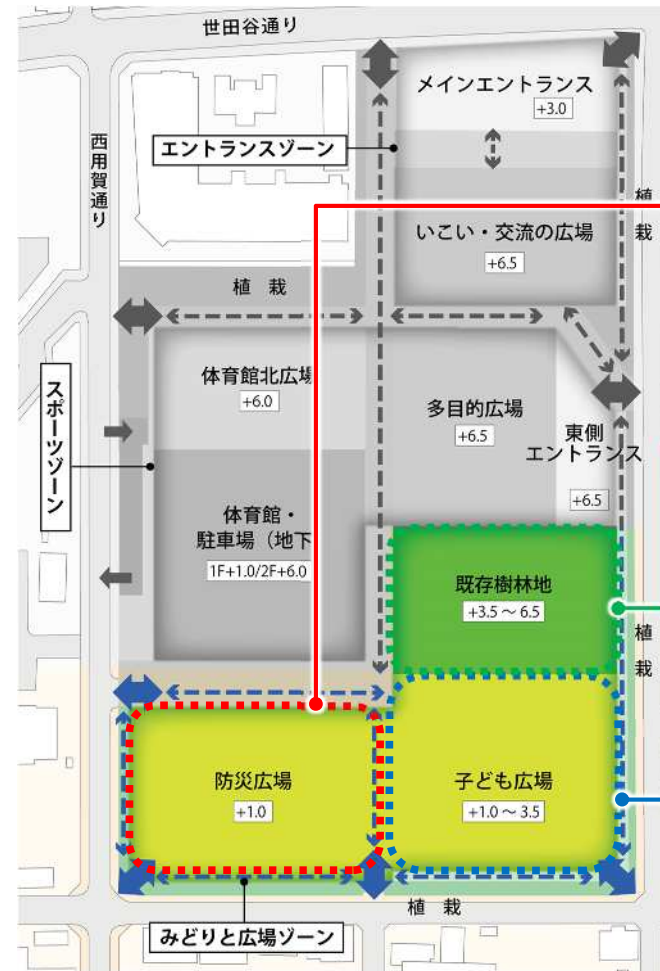 世田谷通り
メインエントランス
+3.0
エントランスゾーン
西用賀通り
植栽
いこい・交流の広場
+6.5
植栽
体育館北広場
+6.0
スポーツゾーン
多目的広場
+6.5
東側
エントランス
+6.5
体育館・
駐車場(地下
1F+1.0/2F+6.0
既存樹林地
+3.5～6.5
植栽
防災広場
+1.0
子ども広場
+1.0～3.5
植栽
みどりと広場ゾーン